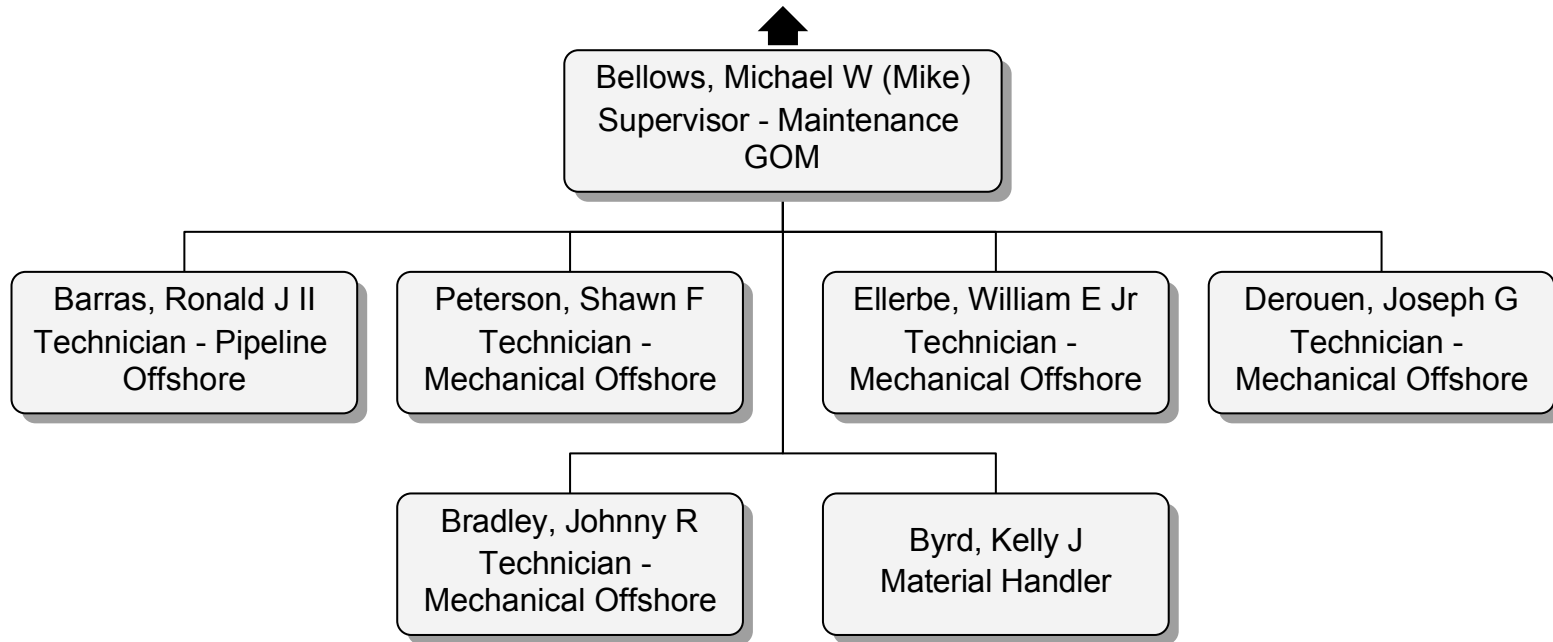 Bellows, Michael W (Mike)
Supervisor - Maintenance
GOM
Barras, Ronald J II
Technician - Pipeline
Offshore
Peterson, Shawn F
Technician -
Mechanical Offshore
Ellerbe, William E Jr
Technician -
Mechanical Offshore
Derouen, Joseph G
Technician -
Mechanical Offshore
Bradley, Johnny R
Technician -
Mechanical Offshore
Byrd, Kelly J
Material Handler